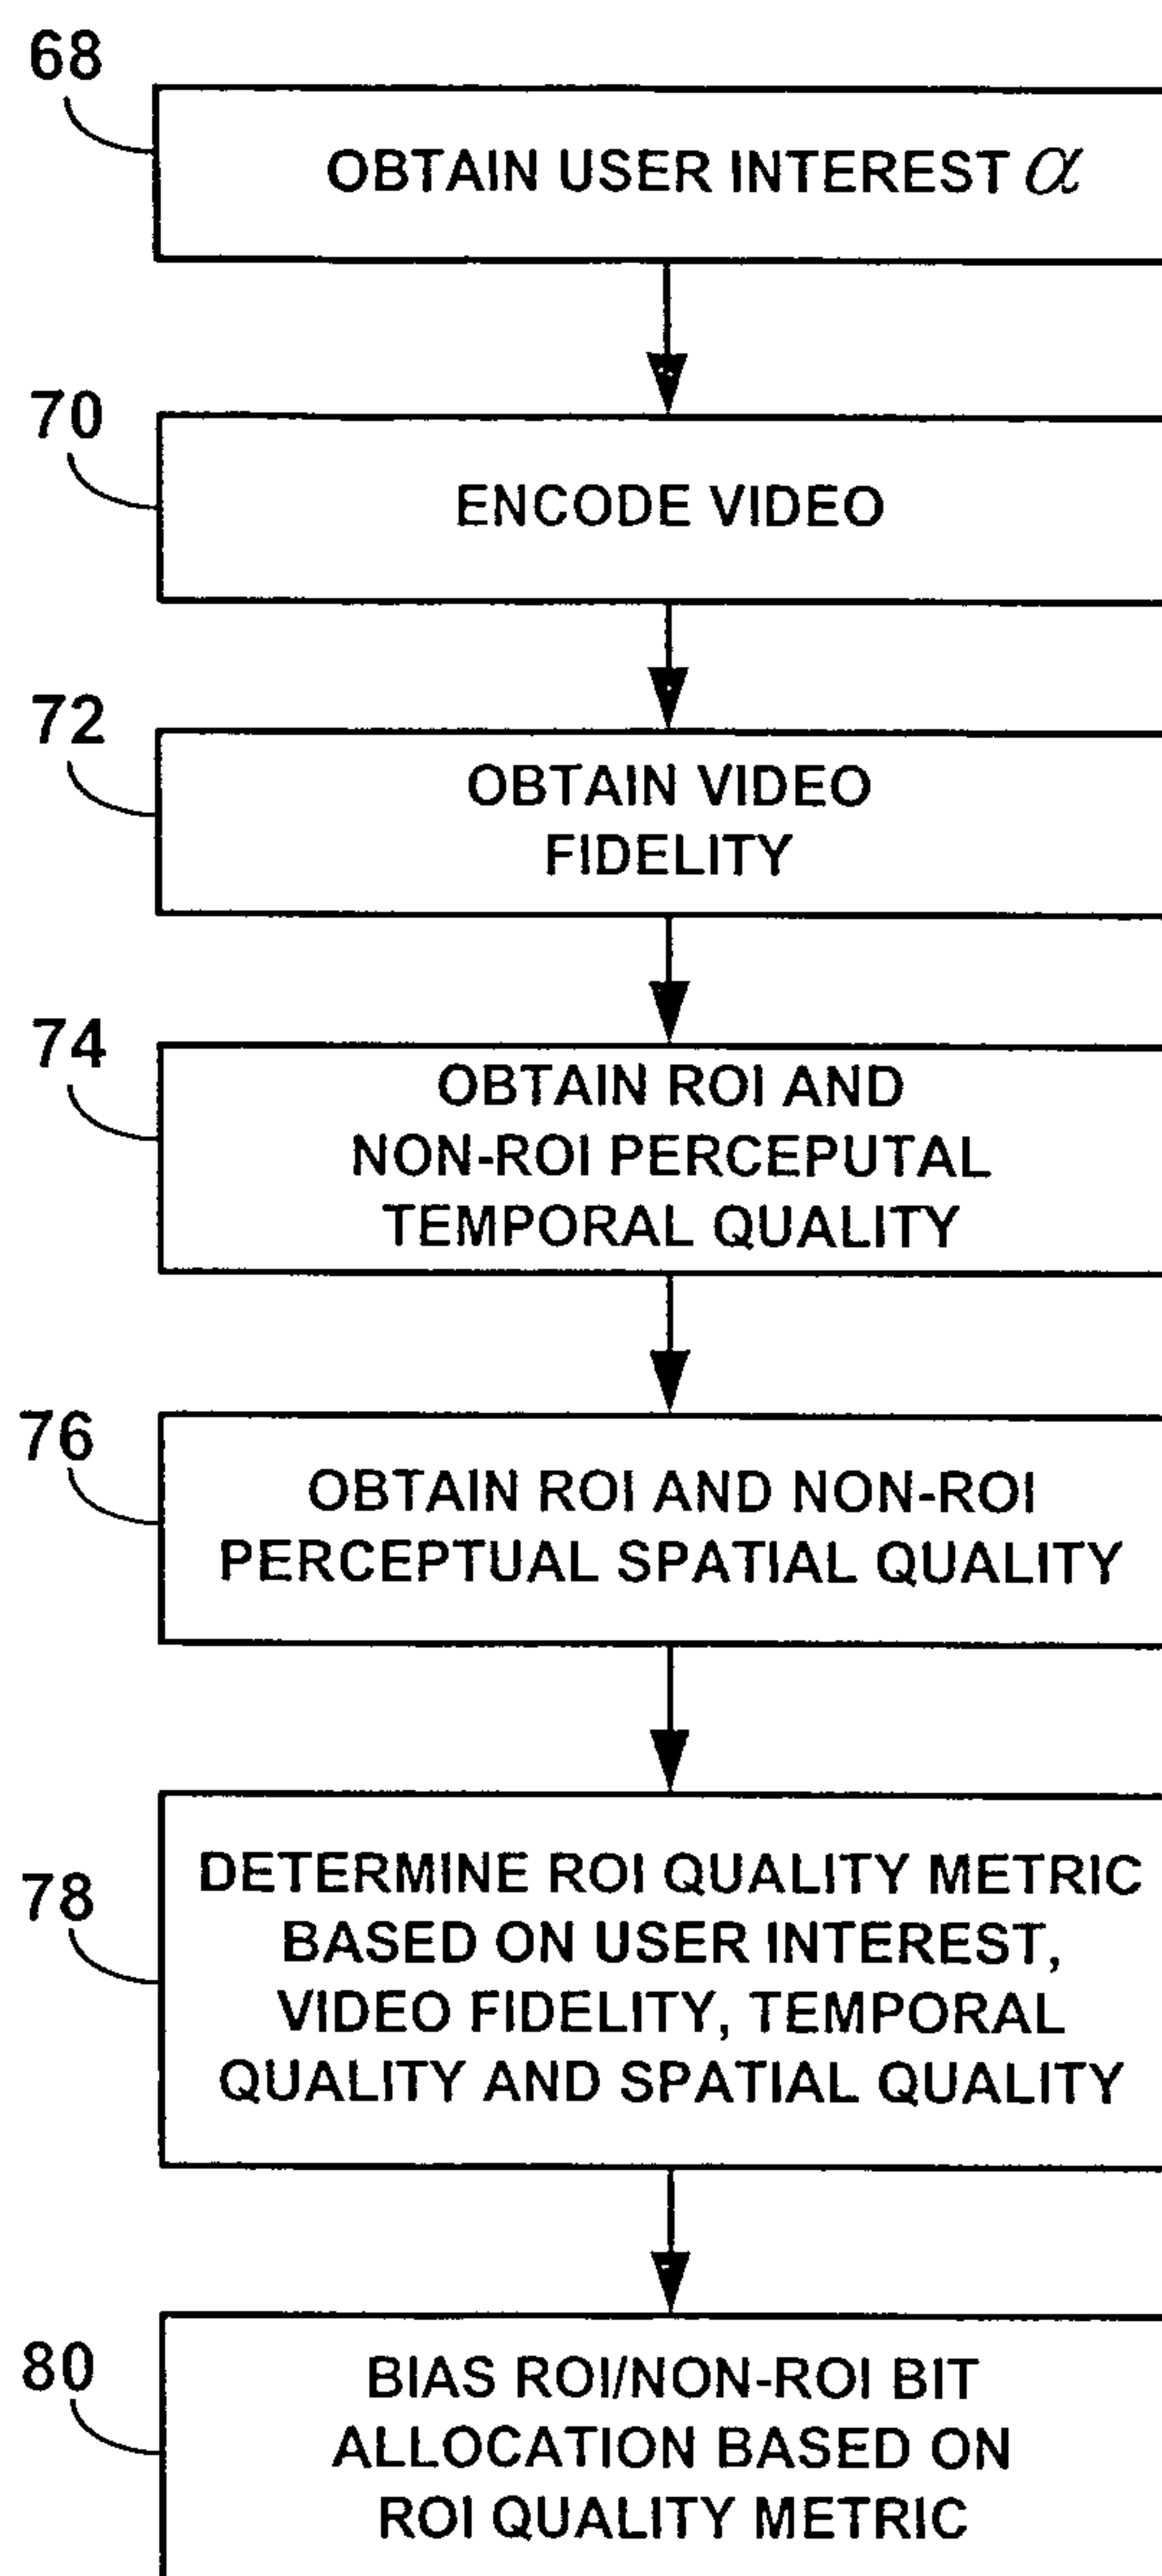 68
OBTAIN USER INTEREST α
70
ENCODE VIDEO
72
OBTAIN VIDEO
FIDELITY
74
OBTAIN ROI AND
NON-ROI PERCEPUTAL
TEMPORAL QUALITY
76
OBTAIN ROI AND NON-ROI
PERCEPTUAL SPATIAL QUALITY
78
DETERMINE ROI QUALITY METRIC
BASED ON USER INTEREST,
VIDEO FIDELITY, TEMPORAL
QUALITY AND SPATIAL QUALITY
80
BIAS ROI/NON-ROI BIT
ALLOCATION BASED ON
ROI QUALITY METRIC